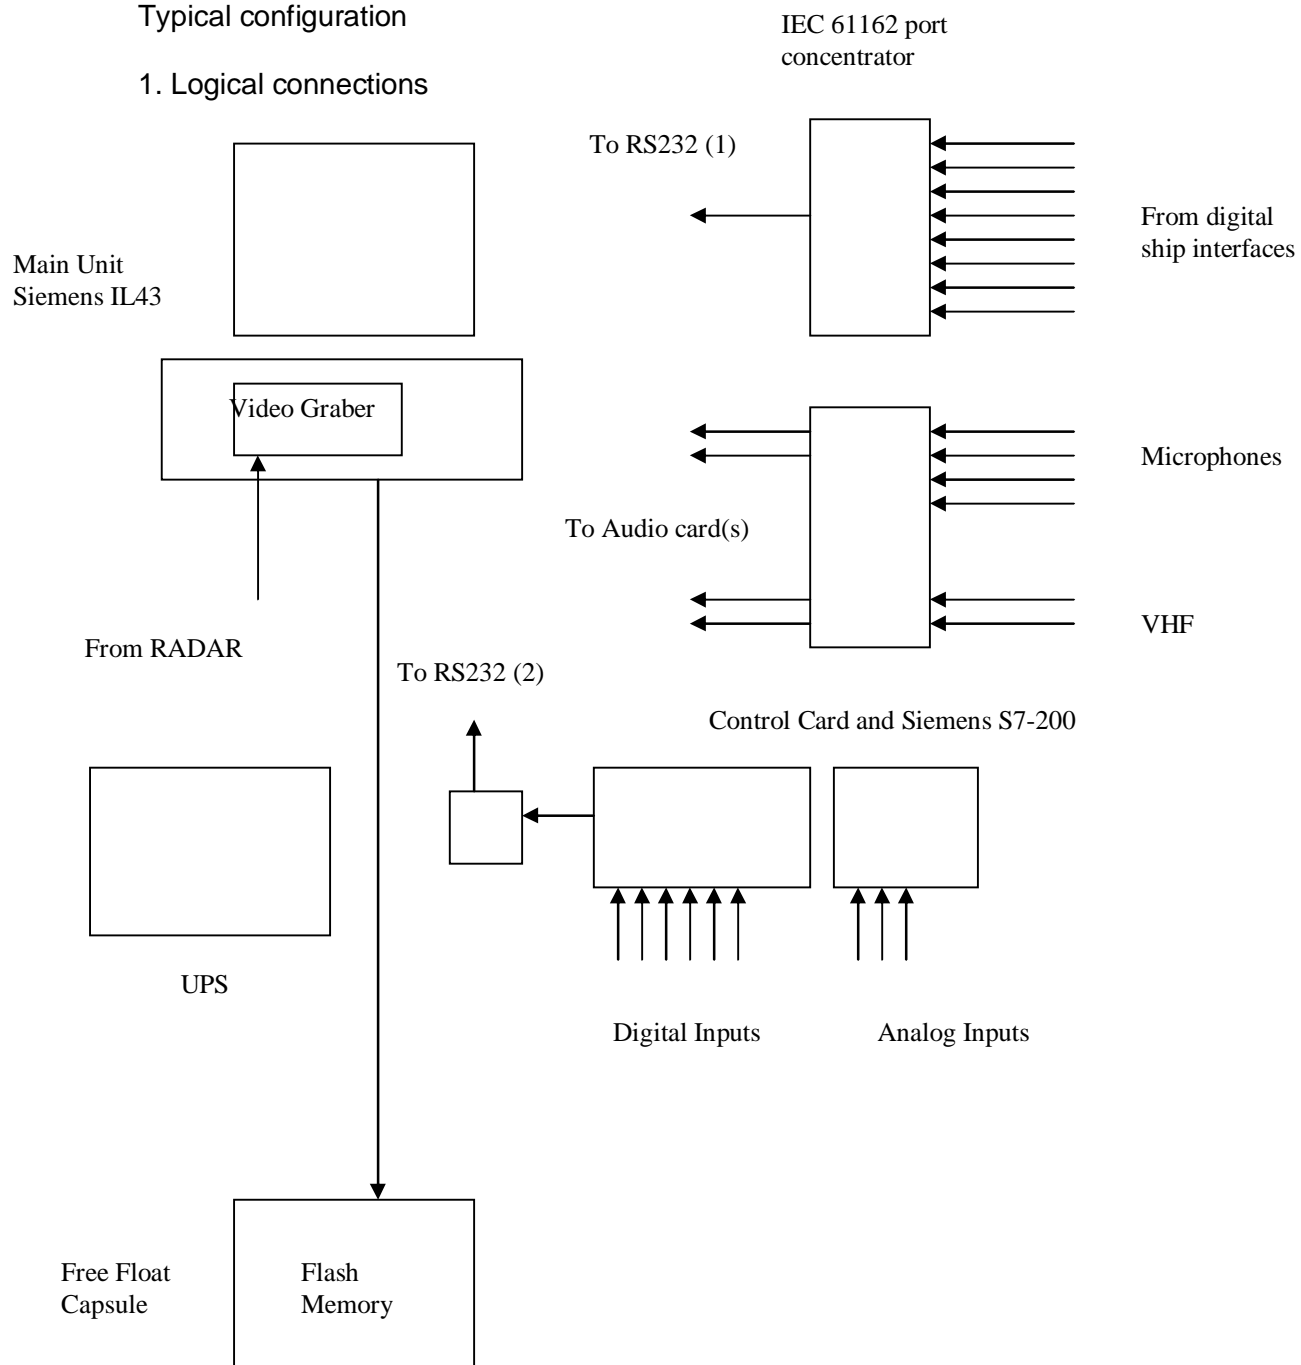 Typical configuration
IEC 61162 port
concentrator
1. Logical connections
To RS232 (1)
From digital
ship interfaces
Main Unit
Siemens IL43
Video Graber
Microphones
To Audio card(s)
VHF
From RADAR
To RS232 (2)
Control Card and Siemens S7-200
UPS
Digital Inputs
Analog Inputs
Free Float
Capsule
Flash
Memory